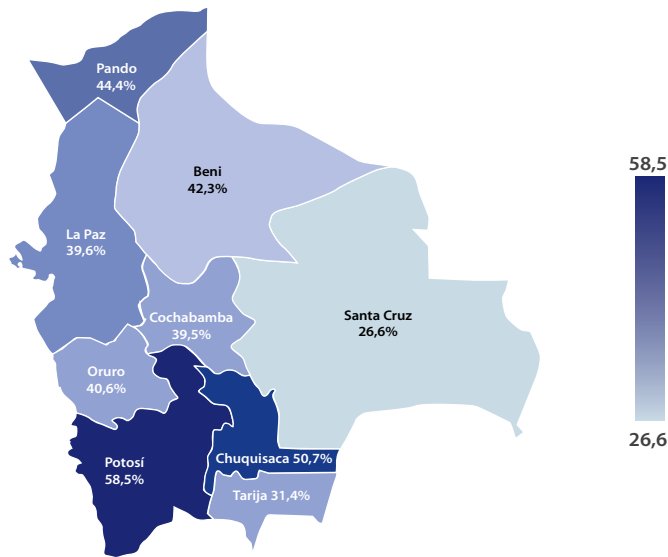 Pando
44,4%
Beni
42,3%
58,5
La Paz
39,6%
Cochabamba
39,5%
Santa Cruz
26,6%
Oruro
40,6%
26,6
Potosí
58,5%
Chuquisaca 50,7%
Tarija 31,4%